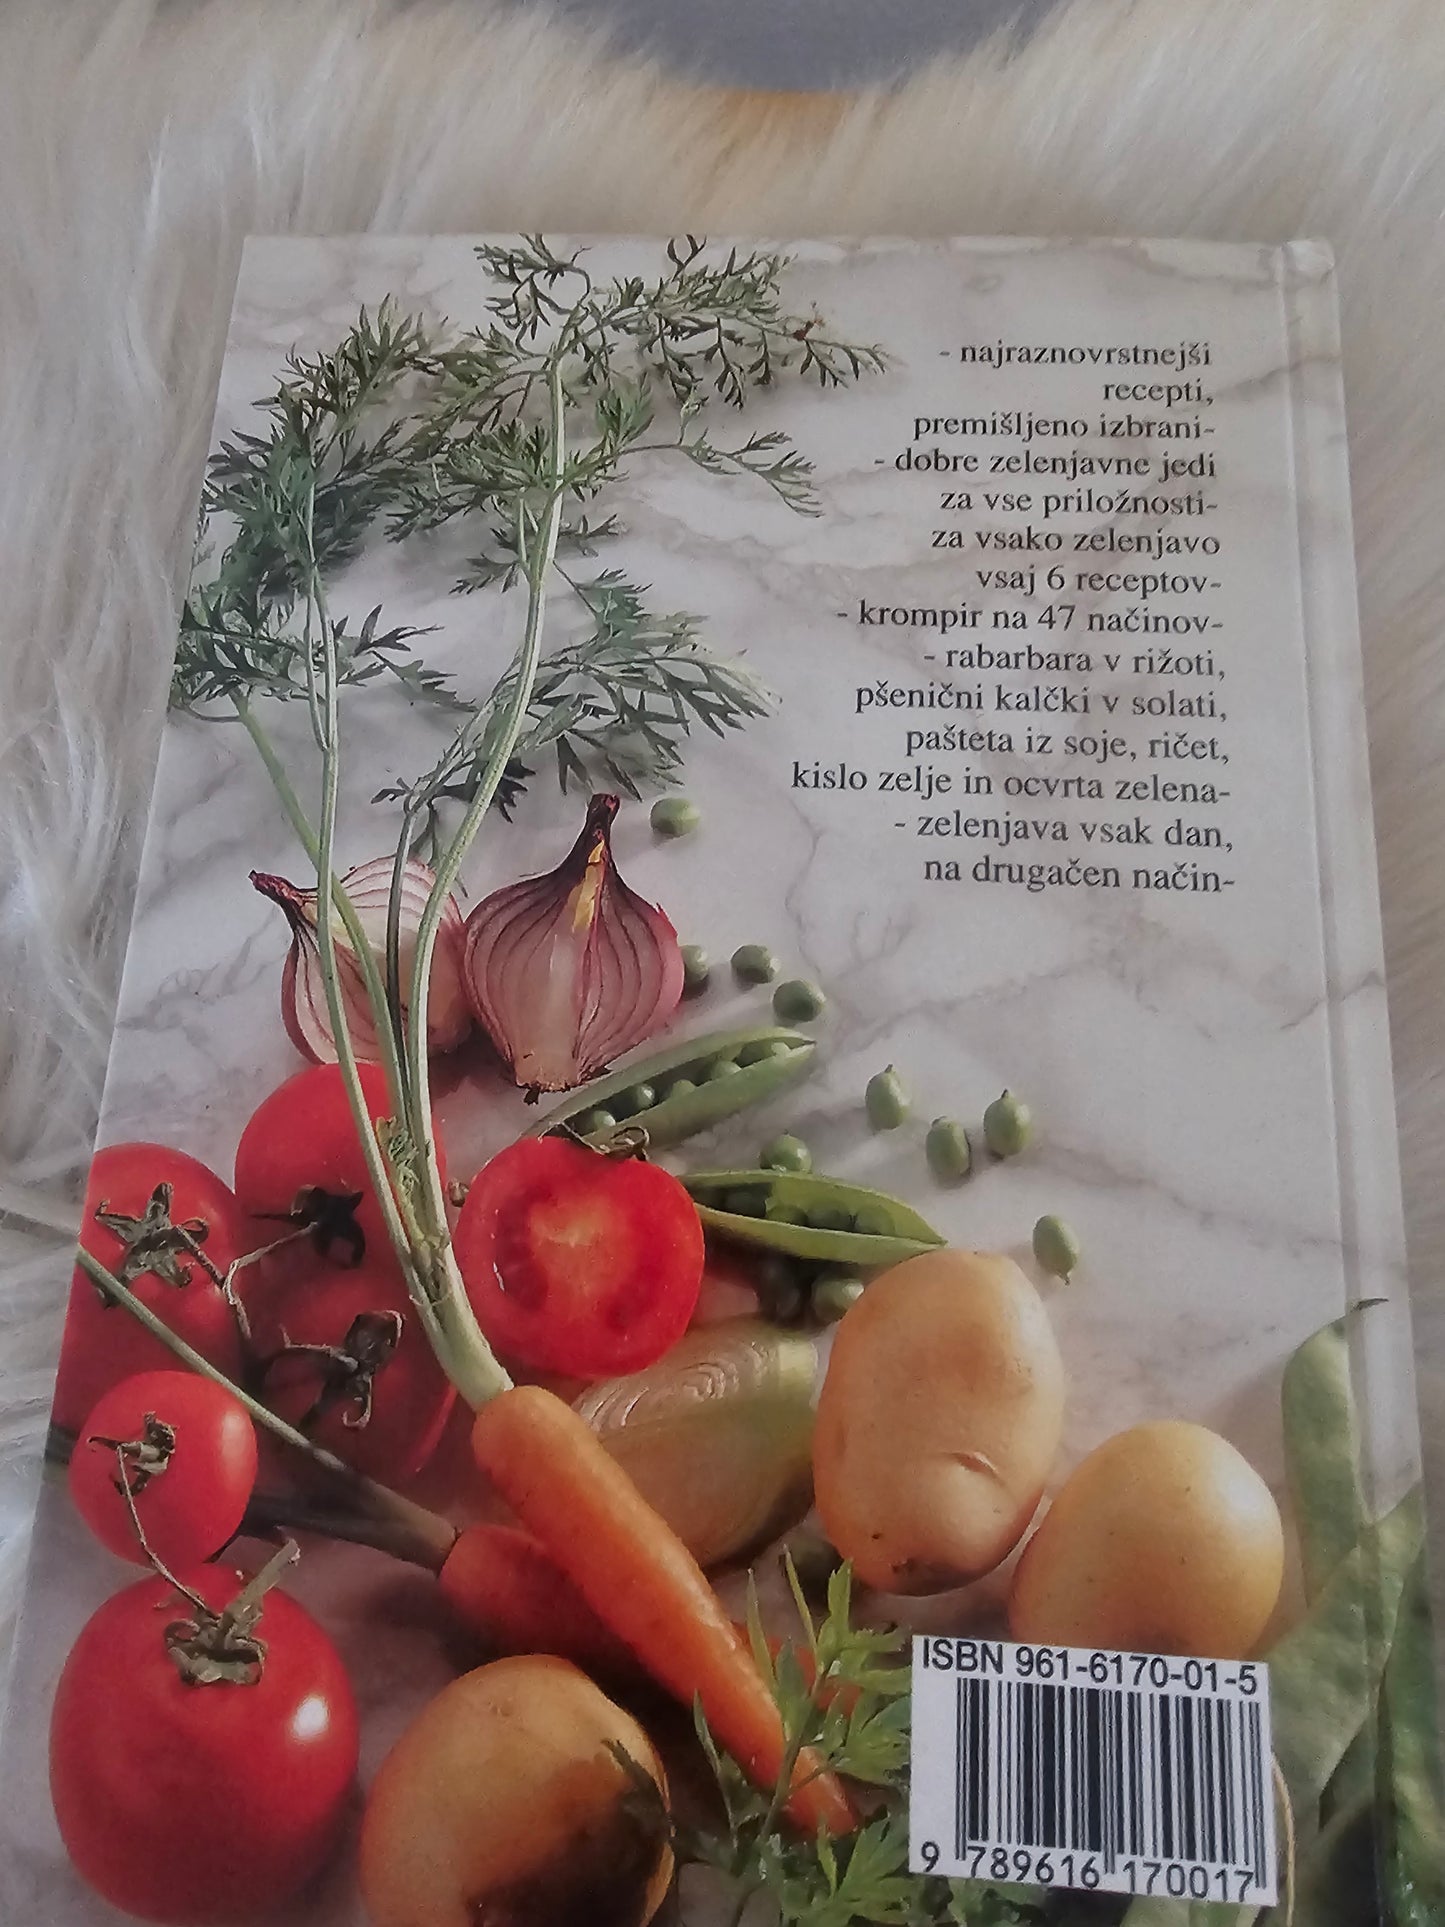 - najraznovrstnejši
recepti,
premišljeno izbrani-
- dobre zelenjavne jedi
za vse priložnosti-
za vsako zelenjavo
vsaj 6 receptov-
- krompir na 47 načinov-
- rabarbara v rižoti,
pšenični kalčki v solati,
pašteta iz soje, ričet,
kislo zelje in ocvrta zelena-
- zelenjava vsak dan,
na drugačen način-
ISBN 961-6170-01-5
9 789616 170017